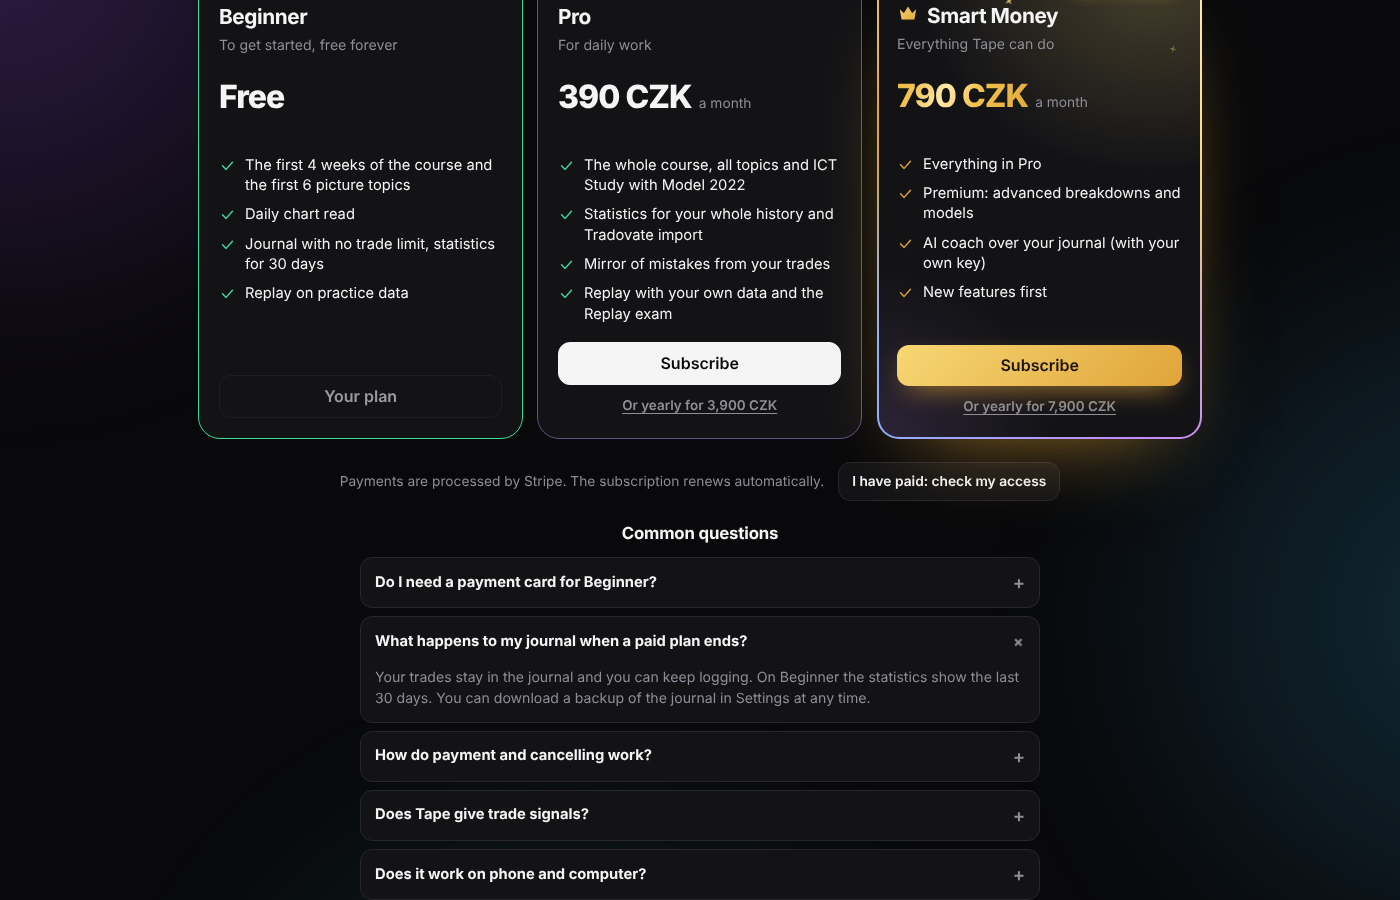 Beginner
To get started, free forever
Free
The first 4 weeks of the course and
the first 6 picture topics
Daily chart read
Journal with no trade limit, statistics
for 30 days
Replay on practice data
Your plan
Pro
For daily work
390 CZK a month
The whole course, all topics and ICT
Study with Model 2022
Statistics for your whole history and
Tradovate import
Mirror of mistakes from your trades
Replay with your own data and the
Replay exam
Subscribe
Or yearly for 3,900 CZK
Smart Money
Everything Tape can do
790 CZK a month
Everything in Pro
Premium: advanced breakdowns and
models
AI coach over your journal (with your
own key)
New features first
Subscribe
Or yearly for 7,900 CZK
Payments are processed by Stripe. The subscription renews automatically.
I have paid: check my access
Common questions
Do I need a payment card for Beginner?
What happens to my journal when a paid plan ends?
Your trades stay in the journal and you can keep logging. On Beginner the statistics show the last
30 days. You can download a backup of the journal in Settings at any time.
How do payment and cancelling work?
Does Tape give trade signals?
Does it work on phone and computer?